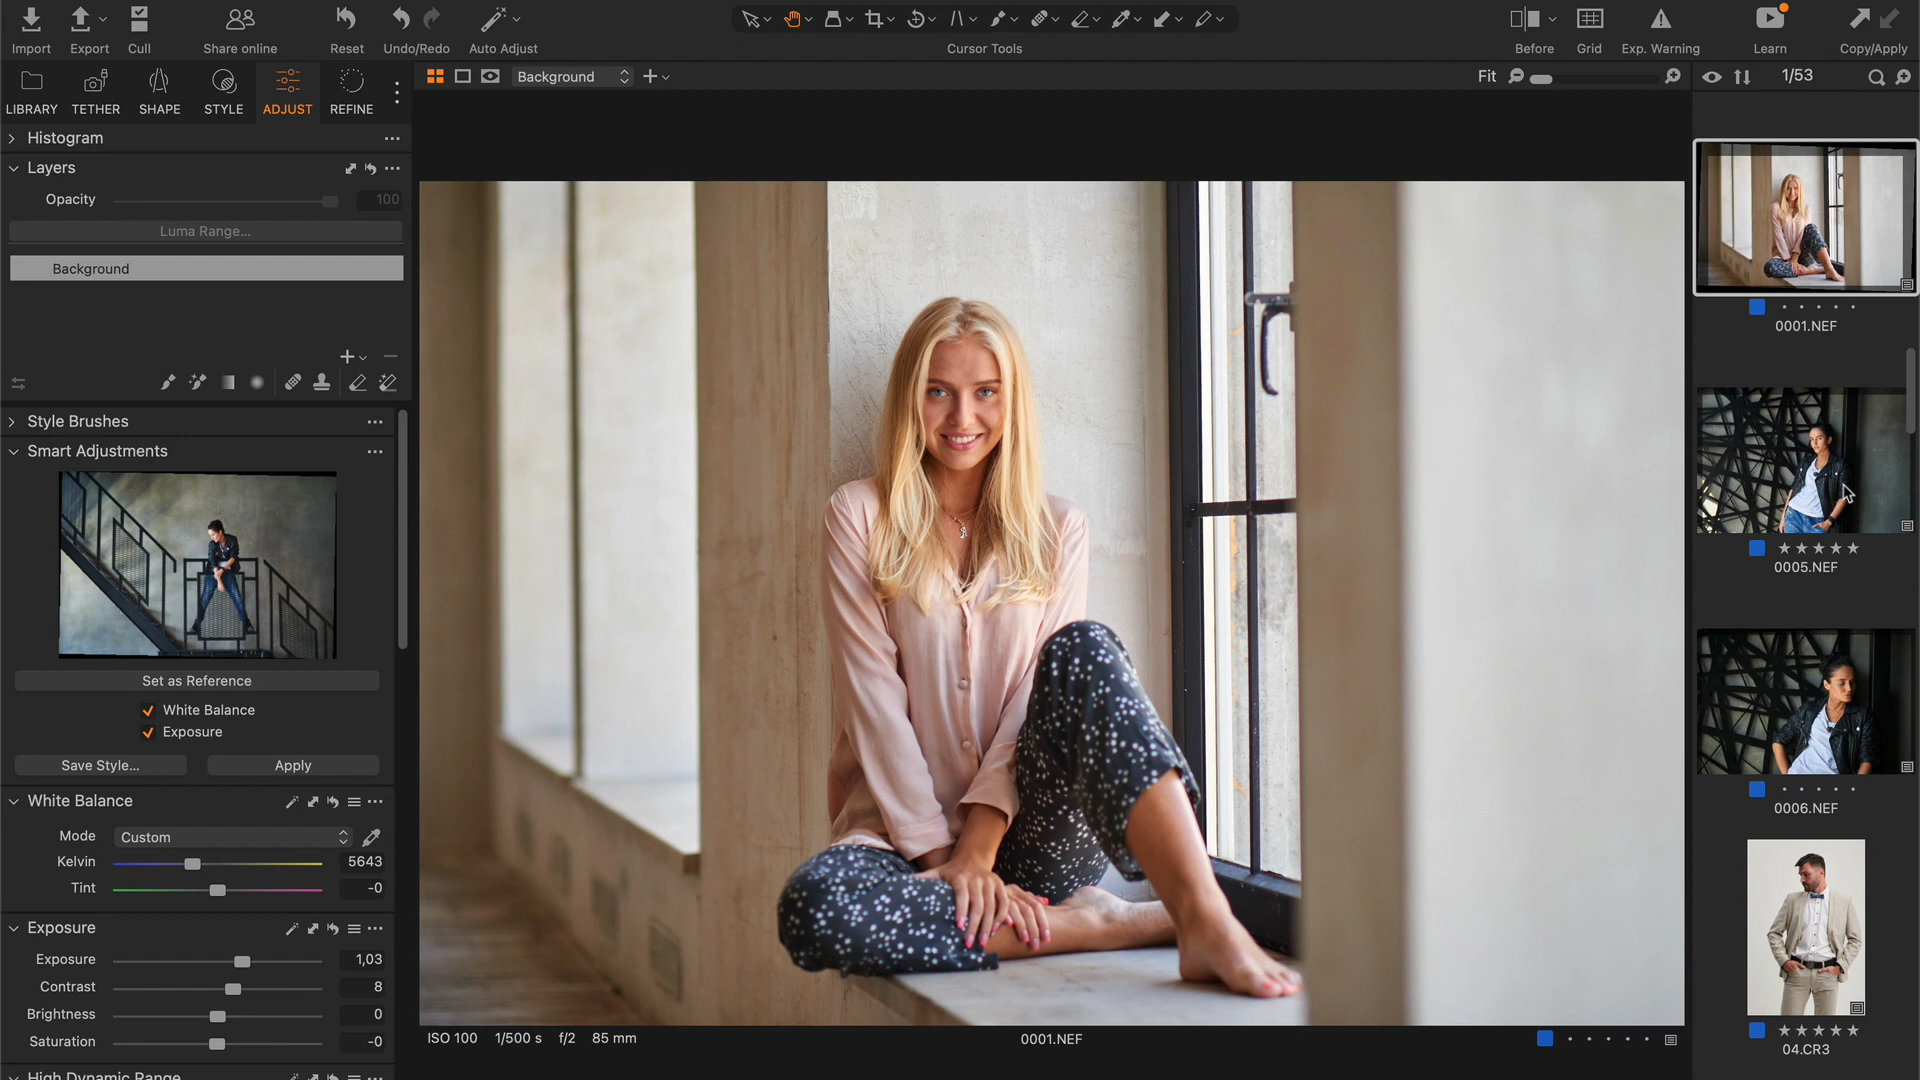 Import
Export
Cull
Share online
Reset
Undo/Redo
Auto Adjust
Cursor Tools
Before
Grid
Exp. Warning
Learn
Copy/Apply
LIBRARY
TETHER
SHAPE
STYLE
ADJUST
REFINE
Background
Fit
1/53
Histogram
Layers
Opacity
100
Luma Range...
Background
Style Brushes
Smart Adjustments
Set as Reference
White Balance
Exposure
Save Style...
Apply
White Balance
Mode
Custom
Kelvin
5643
Tint
-0
Exposure
Exposure
1,03
Contrast
8
Brightness
0
Saturation
-0
High Dynamic Range
ISO 100
1/500 s
f/2
85 mm
0001.NEF
0001.NEF
0005.NEF
0006.NEF
04.CR3